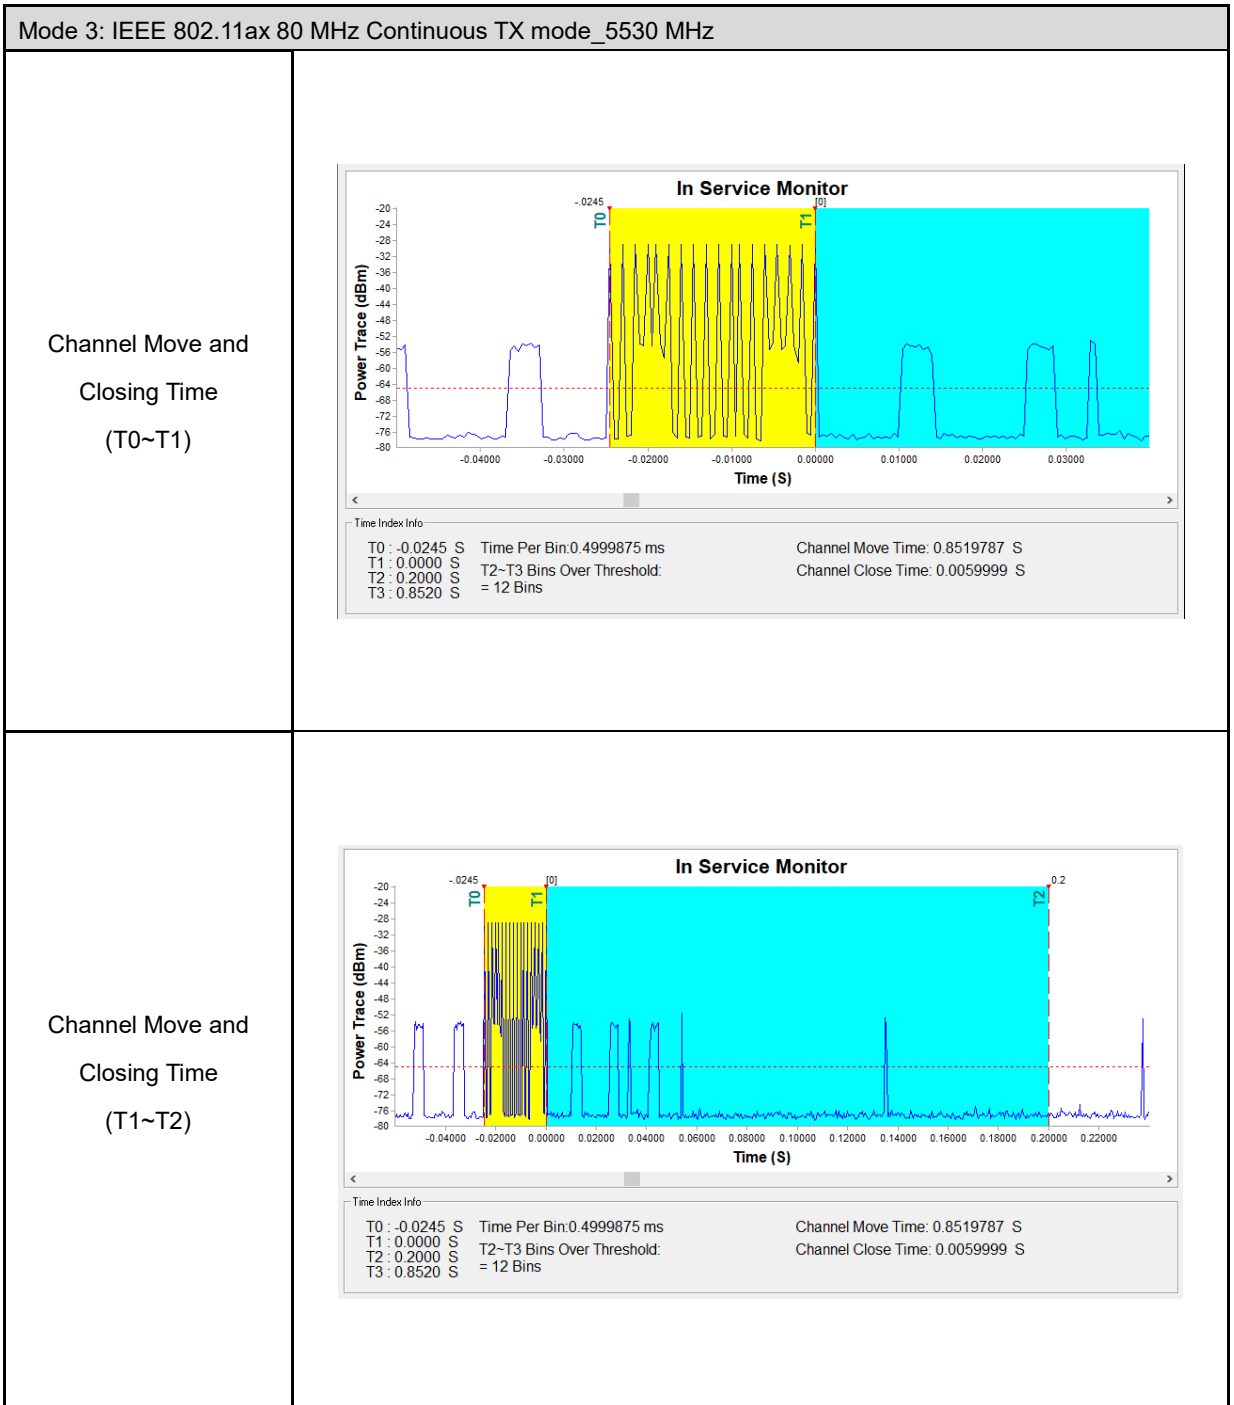 Mode 3: IEEE 802.11ax 80 MHz Continuous TX mode_5530 MHz
Channel Move and
Closing Time
(T0~T1)
In Service Monitor
-.0245
[0]
T0
T1
Power Trace (dBm)
-20
-24
-28
-32
-36
-40
-44
-48
-52
-56
-60
-64
-68
-72
-76
-80
-0.04000 -0.03000 -0.02000 -0.01000 0.00000 0.01000 0.02000 0.03000
Time (S)
Time Index Info
T0 : -0.0245 S
T1 : 0.0000 S
T2 : 0.2000 S
T3 : 0.8520 S
Time Per Bin:0.4999875 ms
T2~T3 Bins Over Threshold:
= 12 Bins
Channel Move Time: 0.8519787 S
Channel Close Time: 0.0059999 S
Channel Move and
Closing Time
(T1~T2)
In Service Monitor
-.0245
[0]
0.2
T0
T1
T2
Power Trace (dBm)
-20
-24
-28
-32
-36
-40
-44
-48
-52
-56
-60
-64
-68
-72
-76
-80
-0.04000 -0.02000 0.00000 0.02000 0.04000 0.06000 0.08000 0.10000 0.12000 0.14000 0.16000 0.18000 0.20000 0.22000
Time (S)
Time Index Info
T0 : -0.0245 S
T1 : 0.0000 S
T2 : 0.2000 S
T3 : 0.8520 S
Time Per Bin:0.4999875 ms
T2~T3 Bins Over Threshold:
= 12 Bins
Channel Move Time: 0.8519787 S
Channel Close Time: 0.0059999 S